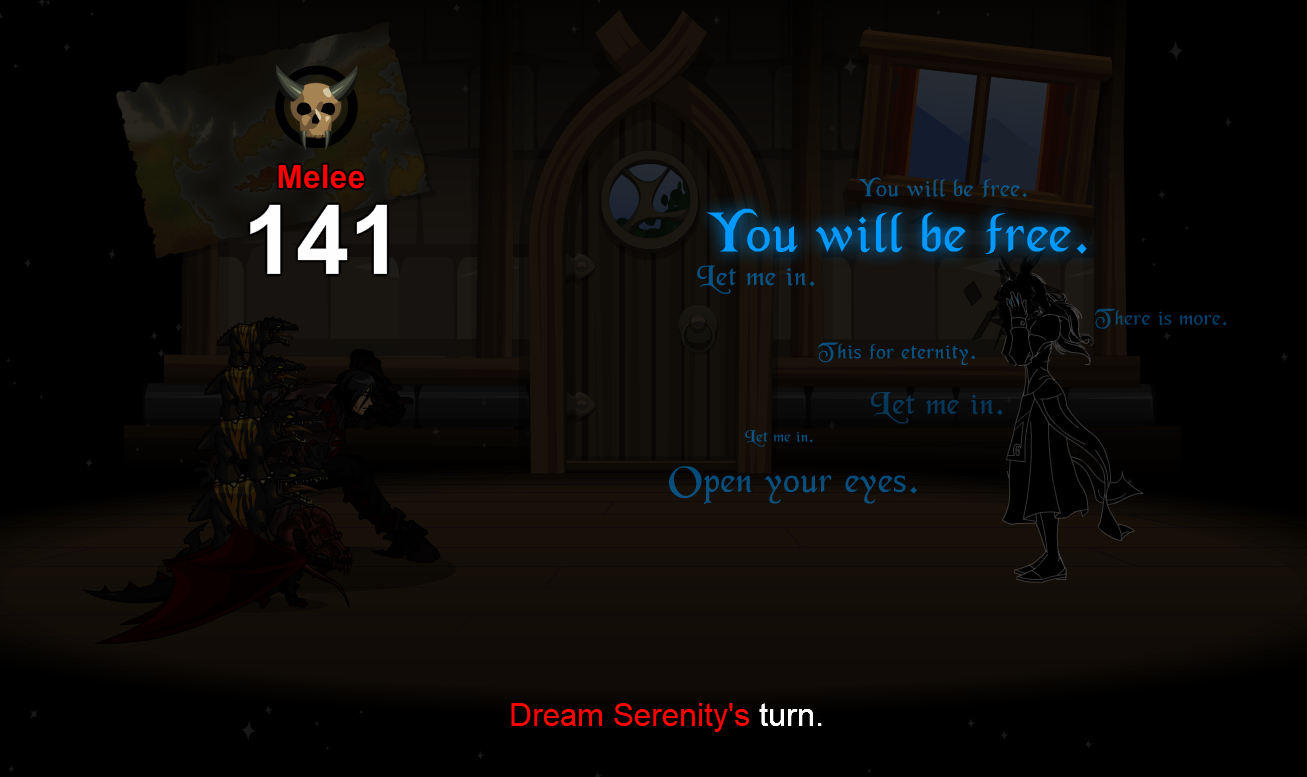 Melee
141
You will be free.
You will be free.
Let me in.
There is more.
This for eternity.
Let me in.
Let me in.
Open your eyes.
Dream Serenity's turn.